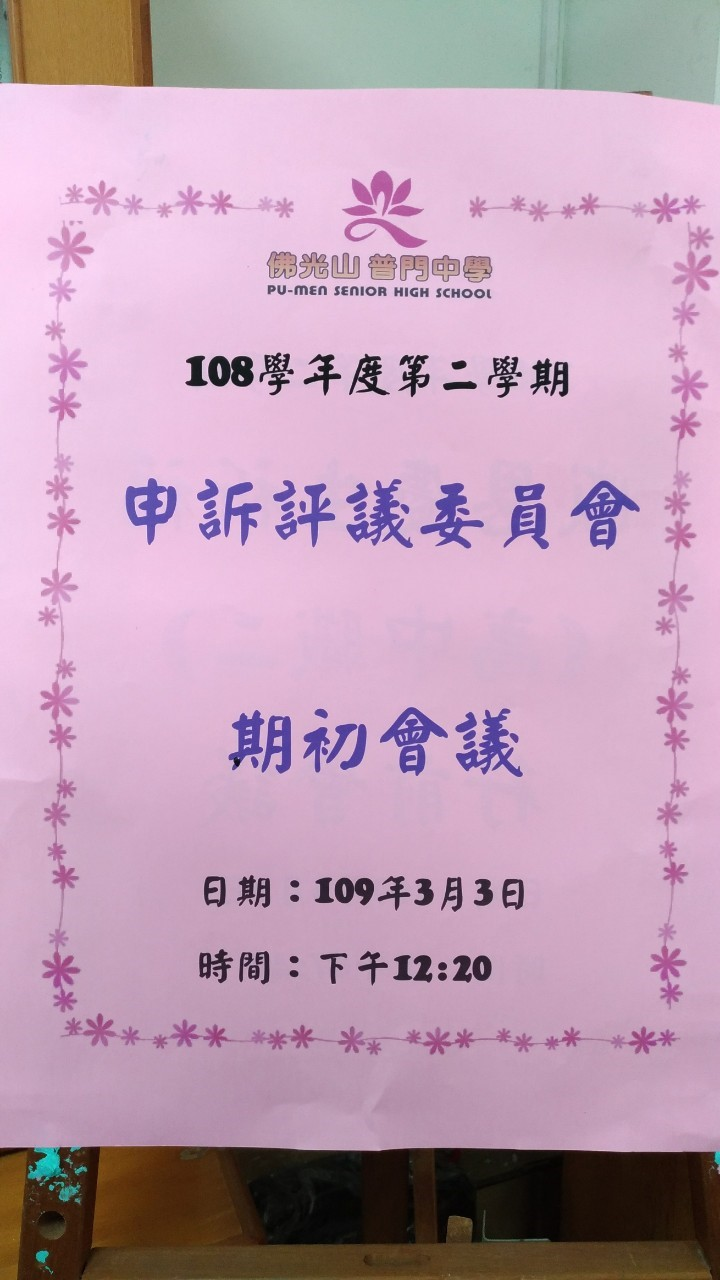 佛光山 普門中學
PU-MEN SENIOR HIGH SCHOOL
108學年度第二學期
申訴評議委員會
期初會議
日期：109年3月3日
時間：下午12:20